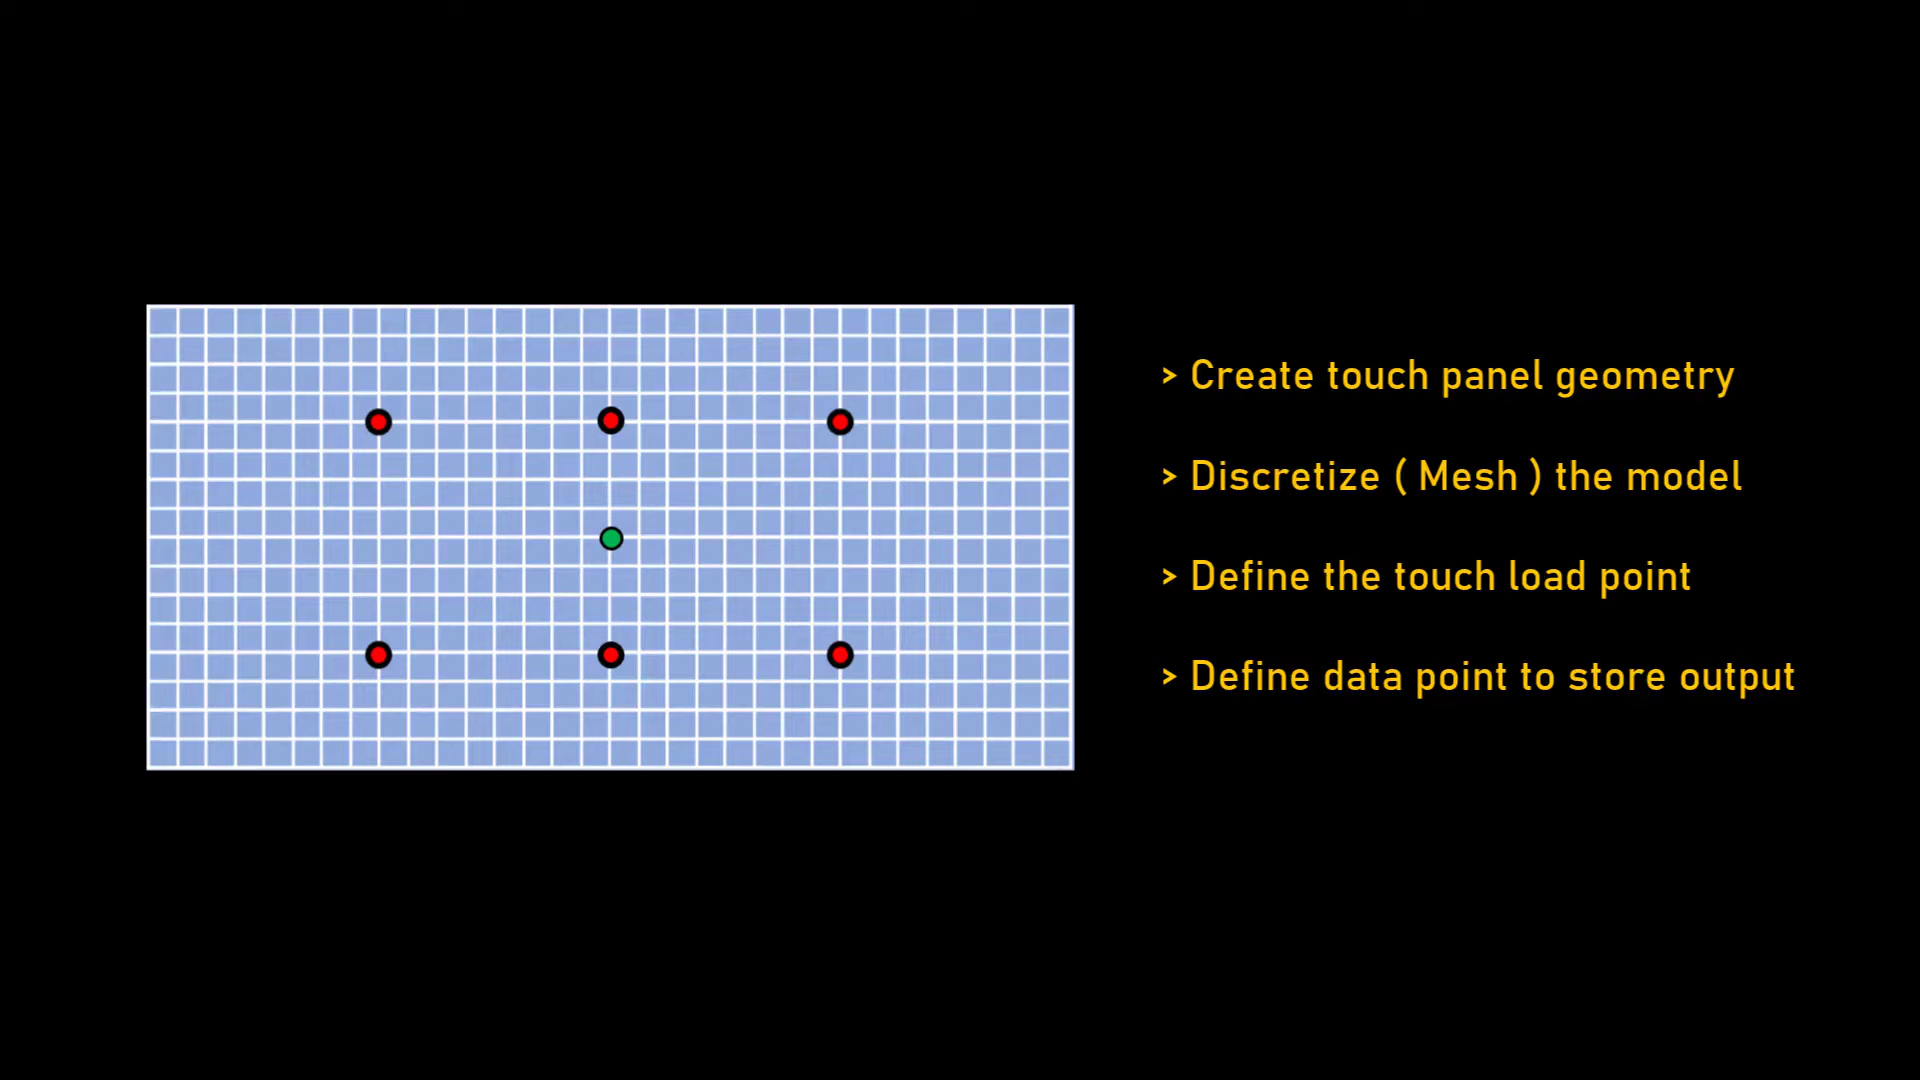 > Create touch panel geometry
> Discretize ( Mesh ) the model
> Define the touch load point
> Define data point to store output